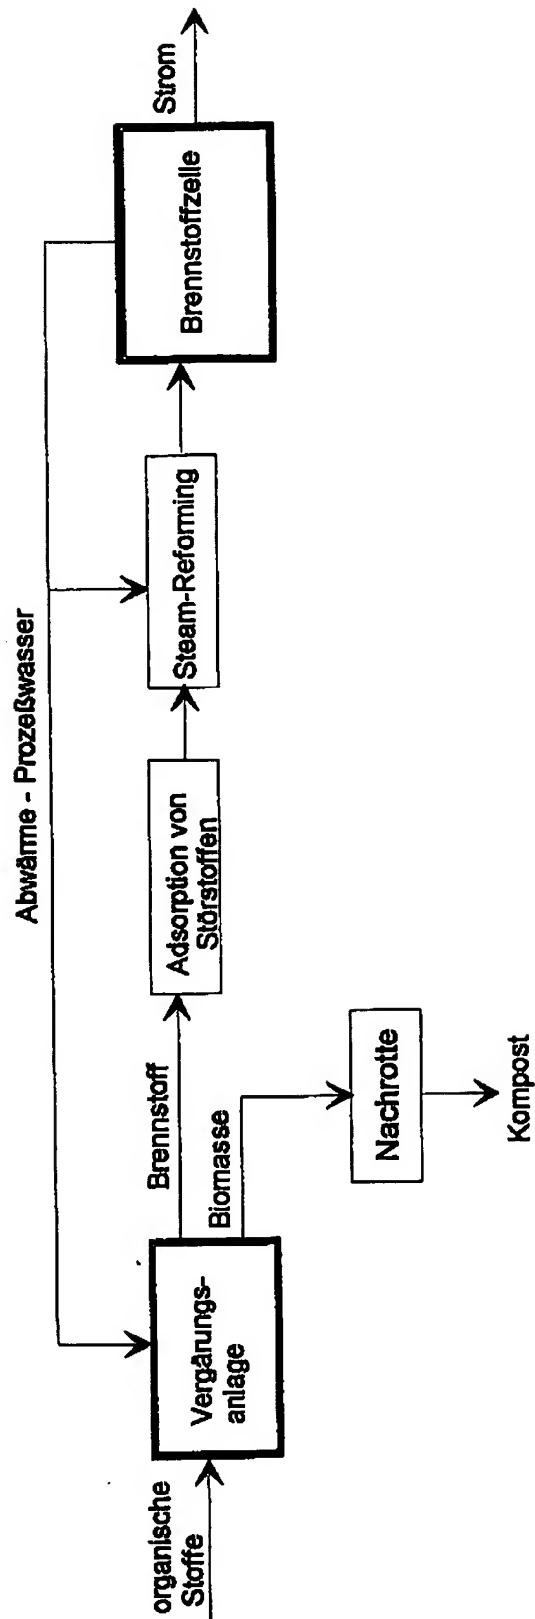 Abwärme - Prozeßwasser
organische
Stoffe
Vergärungs-
anlage
Brennstoff
Biomasse
Adsorption von
Störstoffen
Steam-Reforming
Brennstoffzelle
Strom
Nachrotte
Kompost